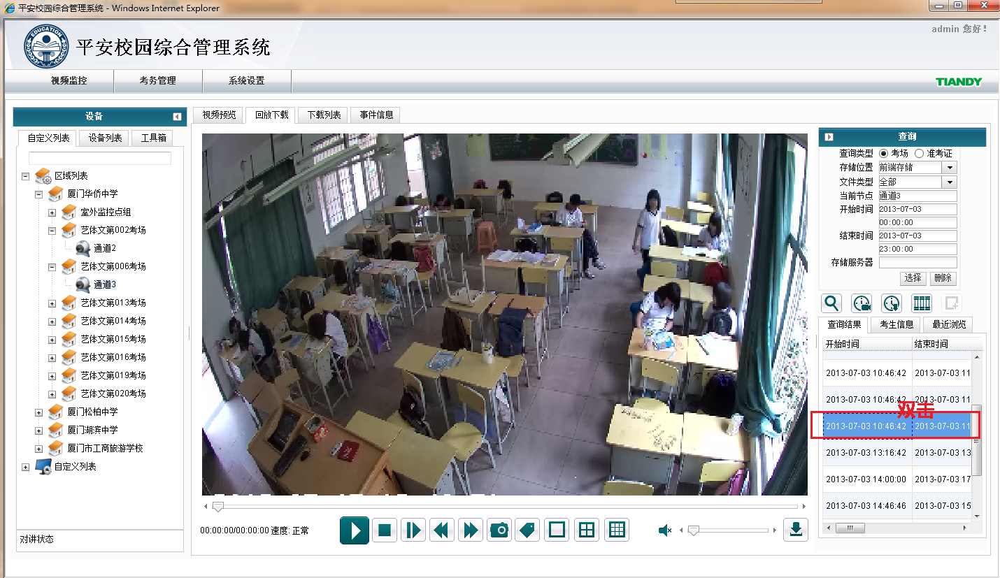 平安校园综合管理系统 - Windows Internet Explorer
admin 您好!
EDUCATION
平安校园综合管理系统
视频监控 考务管理 系统设置
TIANDY
设备
自定义列表 设备列表 工具箱
区域列表
厦门华侨中学
室外监控点组
艺体文第002考场
通道2
艺体文第006考场
通道3
艺体文第013考场
艺体文第014考场
艺体文第015考场
艺体文第016考场
艺体文第019考场
艺体文第020考场
厦门松柏中学
厦门湖滨中学
厦门市工商旅游学校
自定义列表
对讲状态
视频预览 回放下载 下载列表 事件信息
00:00:00/00:00:00 速度: 正常
查询
查询类型 考场 准考证
存储位置 前端存储
文件类型 全部
当前节点 通道3
开始时间 2013-07-03
00:00:00
结束时间 2013-07-03
23:00:00
存储服务器
选择 删除
查询结果 考生信息 最近浏览
开始时间 结束时间
2013-07-03 10:46:42 2013-07-03 11
2013-07-03 10:46:42 2013-07-03 11
双击
2013-07-03 10:46:42 2013-07-03 11
2013-07-03 13:16:42 2013-07-03 13
2013-07-03 14:00:00 2013-07-03 17
2013-07-03 14:46:46 2013-07-03 15